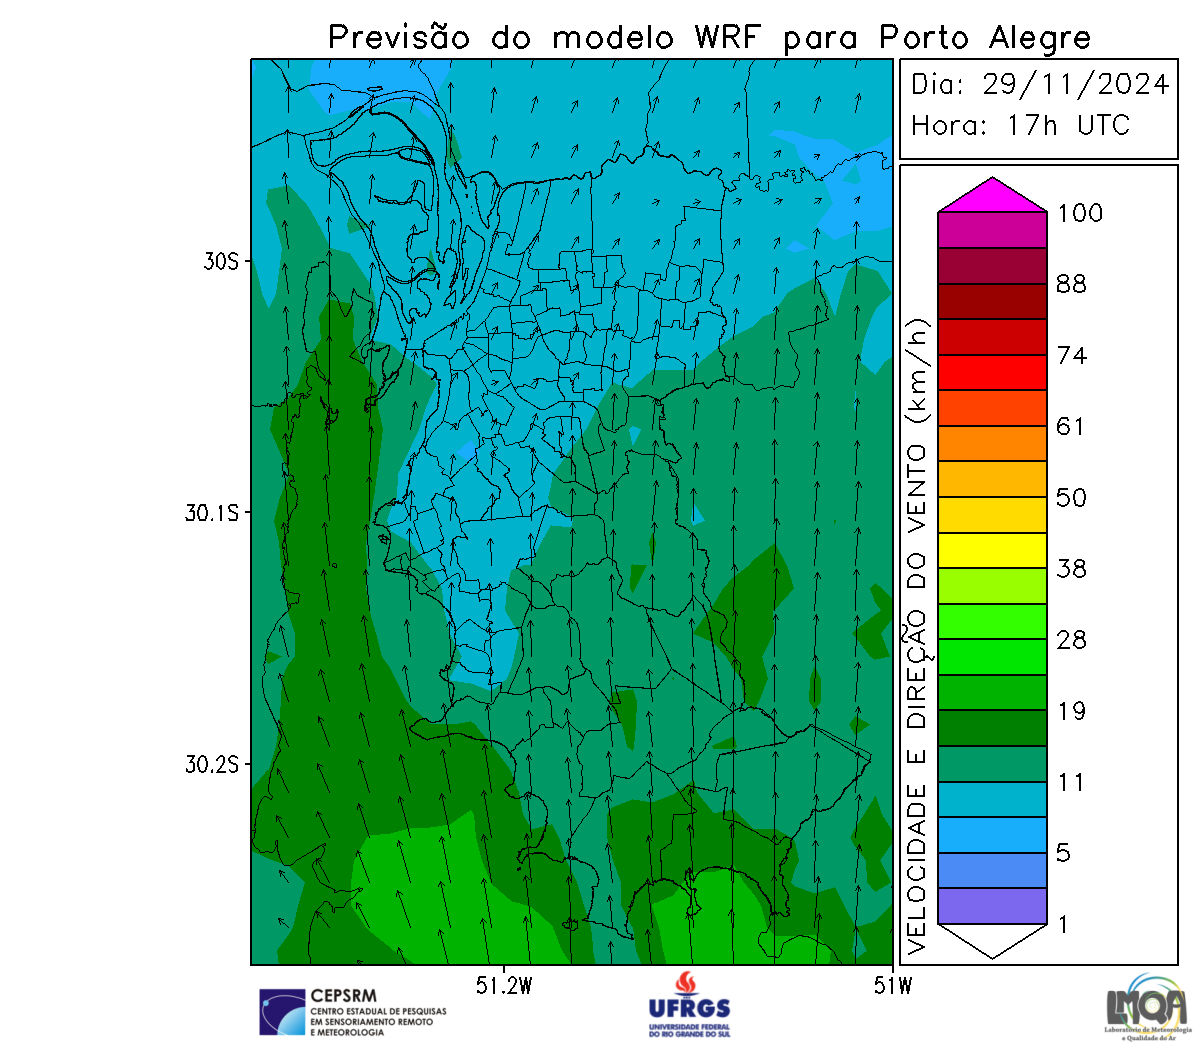 Previsão do modelo WRF para Porto Alegre
Dia: 29/11/2024
Hora: 17h UTC
30S
30.1S
30.2S
51.2W
51W
VELOCIDADE E DIREÇÃO DO VENTO (km/h)
100
88
74
61
50
38
28
19
11
5
1
CEPSRM
CENTRO ESTADUAL DE PESQUISAS
EM SENSORIAMENTO REMOTO
E METEOROLOGIA
UFRGS
UNIVERSIDADE FEDERAL
DO RIO GRANDE DO SUL
LMQA
Laboratório de Meteorologia
e Qualidade do Ar